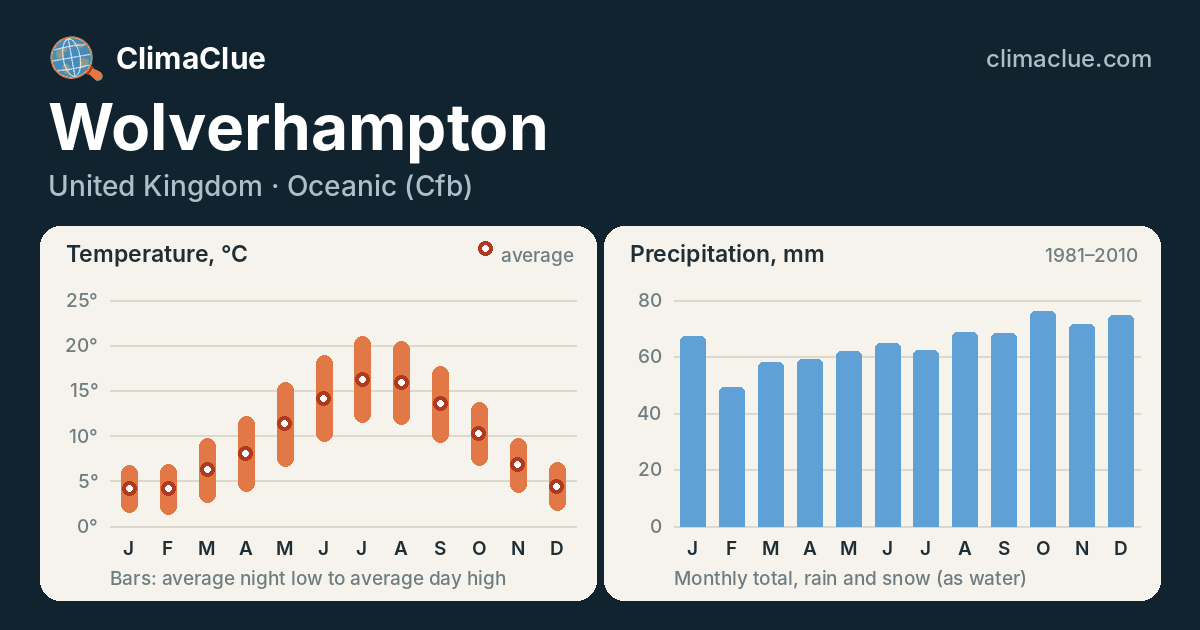 ClimaClue
climaclue.com
Wolverhampton
United Kingdom · Oceanic (Cfb)
Temperature, °C
average
25°
20°
15°
10°
5°
0°
J F M A M J J A S O N D
Bars: average night low to average day high
Precipitation, mm
1981–2010
80
60
40
20
0
J F M A M J J A S O N D
Monthly total, rain and snow (as water)